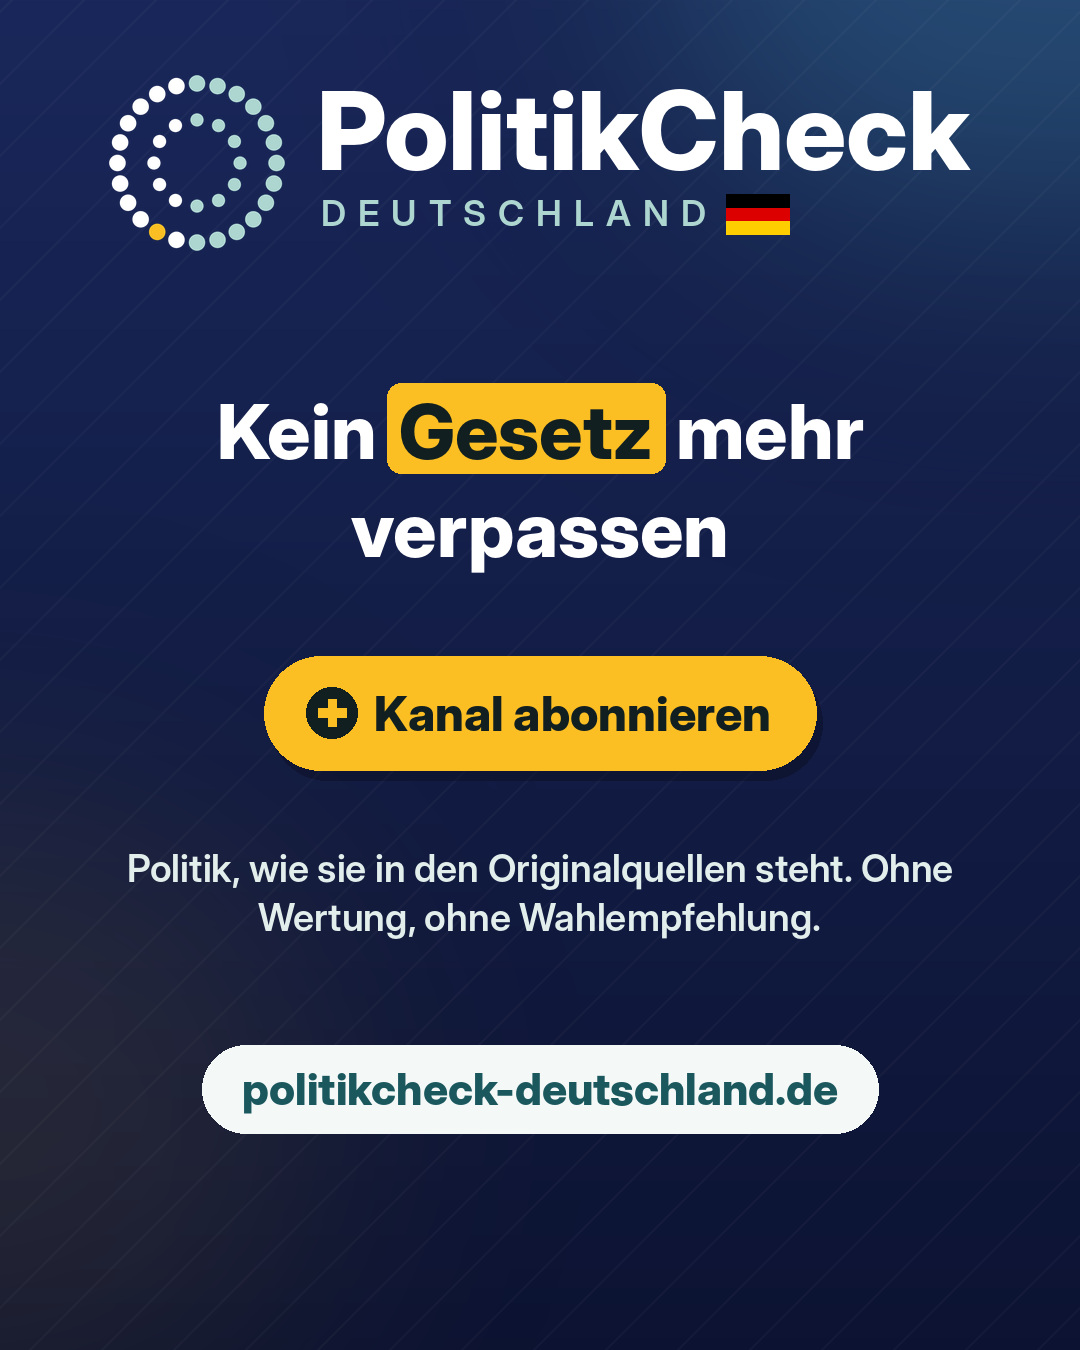 PolitikCheck
DEUTSCHLAND
Kein Gesetz mehr
verpassen
Kanal abonnieren
Politik, wie sie in den Originalquellen steht. Ohne
Wertung, ohne Wahlempfehlung.
politikcheck-deutschland.de